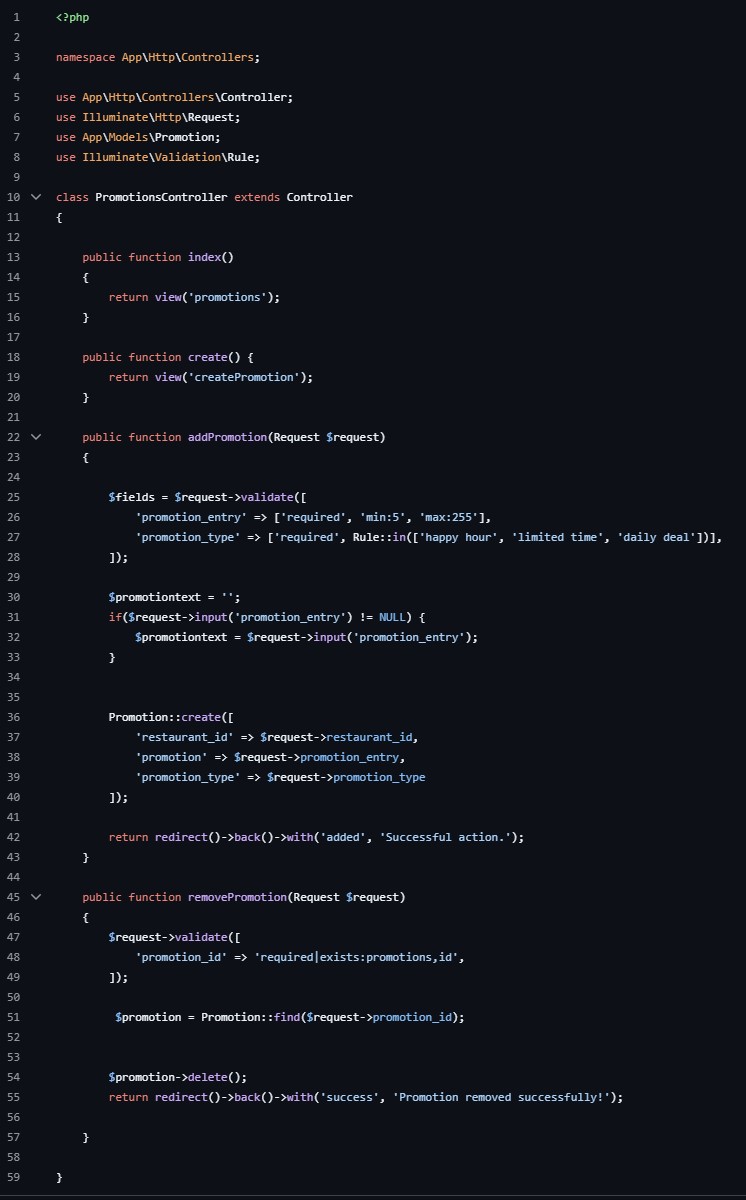 1 <?php
2
3 namespace App\Http\Controllers;
4
5 use App\Http\Controllers\Controller;
6 use Illuminate\Http\Request;
7 use App\Models\Promotion;
8 use Illuminate\Validation\Rule;
9
10 class PromotionsController extends Controller
11 {
12
13     public function index()
14     {
15         return view('promotions');
16     }
17
18     public function create() {
19         return view('createPromotion');
20     }
21
22     public function addPromotion(Request $request)
23     {
24
25         $fields = $request->validate([
26             'promotion_entry' => ['required', 'min:5', 'max:255'],
27             'promotion_type' => ['required', Rule::in(['happy hour', 'limited time', 'daily deal'])],
28         ]);
29
30         $promotiontext = '';
31         if($request->input('promotion_entry') != NULL) {
32             $promotiontext = $request->input('promotion_entry');
33         }
34
35
36         Promotion::create([
37             'restaurant_id' => $request->restaurant_id,
38             'promotion' => $request->promotion_entry,
39             'promotion_type' => $request->promotion_type
40         ]);
41
42         return redirect()->back()->with('added', 'Successful action.');
43     }
44
45     public function removePromotion(Request $request)
46     {
47         $request->validate([
48             'promotion_id' => 'required|exists:promotions,id',
49         ]);
50
51          $promotion = Promotion::find($request->promotion_id);
52
53
54         $promotion->delete();
55         return redirect()->back()->with('success', 'Promotion removed successfully!');
56
57     }
58
59 }